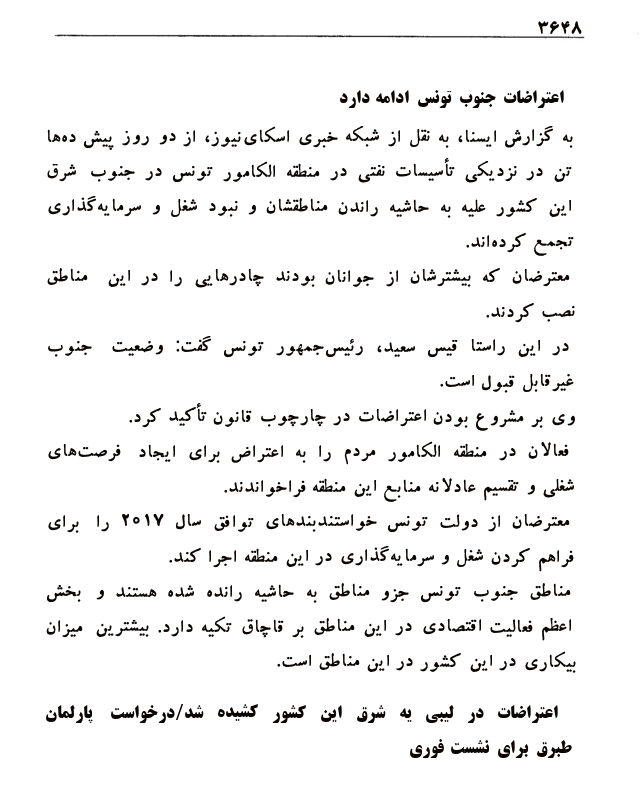 ۳۶۴۸
اعتراضات جنوب تونس ادامه دارد
به گزارش ایسنا، به نقل از شبکه خبری اسکای‌نیوز، از دو روز پیش ده‌ها
تن در نزدیکی تأسیسات نفتی در منطقه الکامور تونس در جنوب شرق
این کشور علیه به حاشیه راندن مناطقشان و نبود شغل و سرمایه‌گذاری
تجمع کرده‌اند.
معترضان که بیشترشان از جوانان بودند چادرهایی را در این مناطق
نصب کردند.
در این راستا قیس سعید، رئیس‌جمهور تونس گفت: وضعیت جنوب
غیرقابل قبول است.
وی بر مشروع بودن اعتراضات در چارچوب قانون تأکید کرد.
فعالان در منطقه الکامور مردم را به اعتراض برای ایجاد فرصت‌های
شغلی و تقسیم عادلانه منابع این منطقه فراخواندند.
معترضان از دولت تونس خواستندبندهای توافق سال ۲۰۱۷ را برای
فراهم کردن شغل و سرمایه‌گذاری در این منطقه اجرا کند.
مناطق جنوب تونس جزو مناطق به حاشیه رانده شده هستند و بخش
اعظم فعالیت اقتصادی در این مناطق بر قاچاق تکیه دارد. بیشترین میزان
بیکاری در این کشور در این مناطق است.
اعتراضات در لیبی به شرق این کشور کشیده شد/درخواست پارلمان
طبرق برای نشست فوری